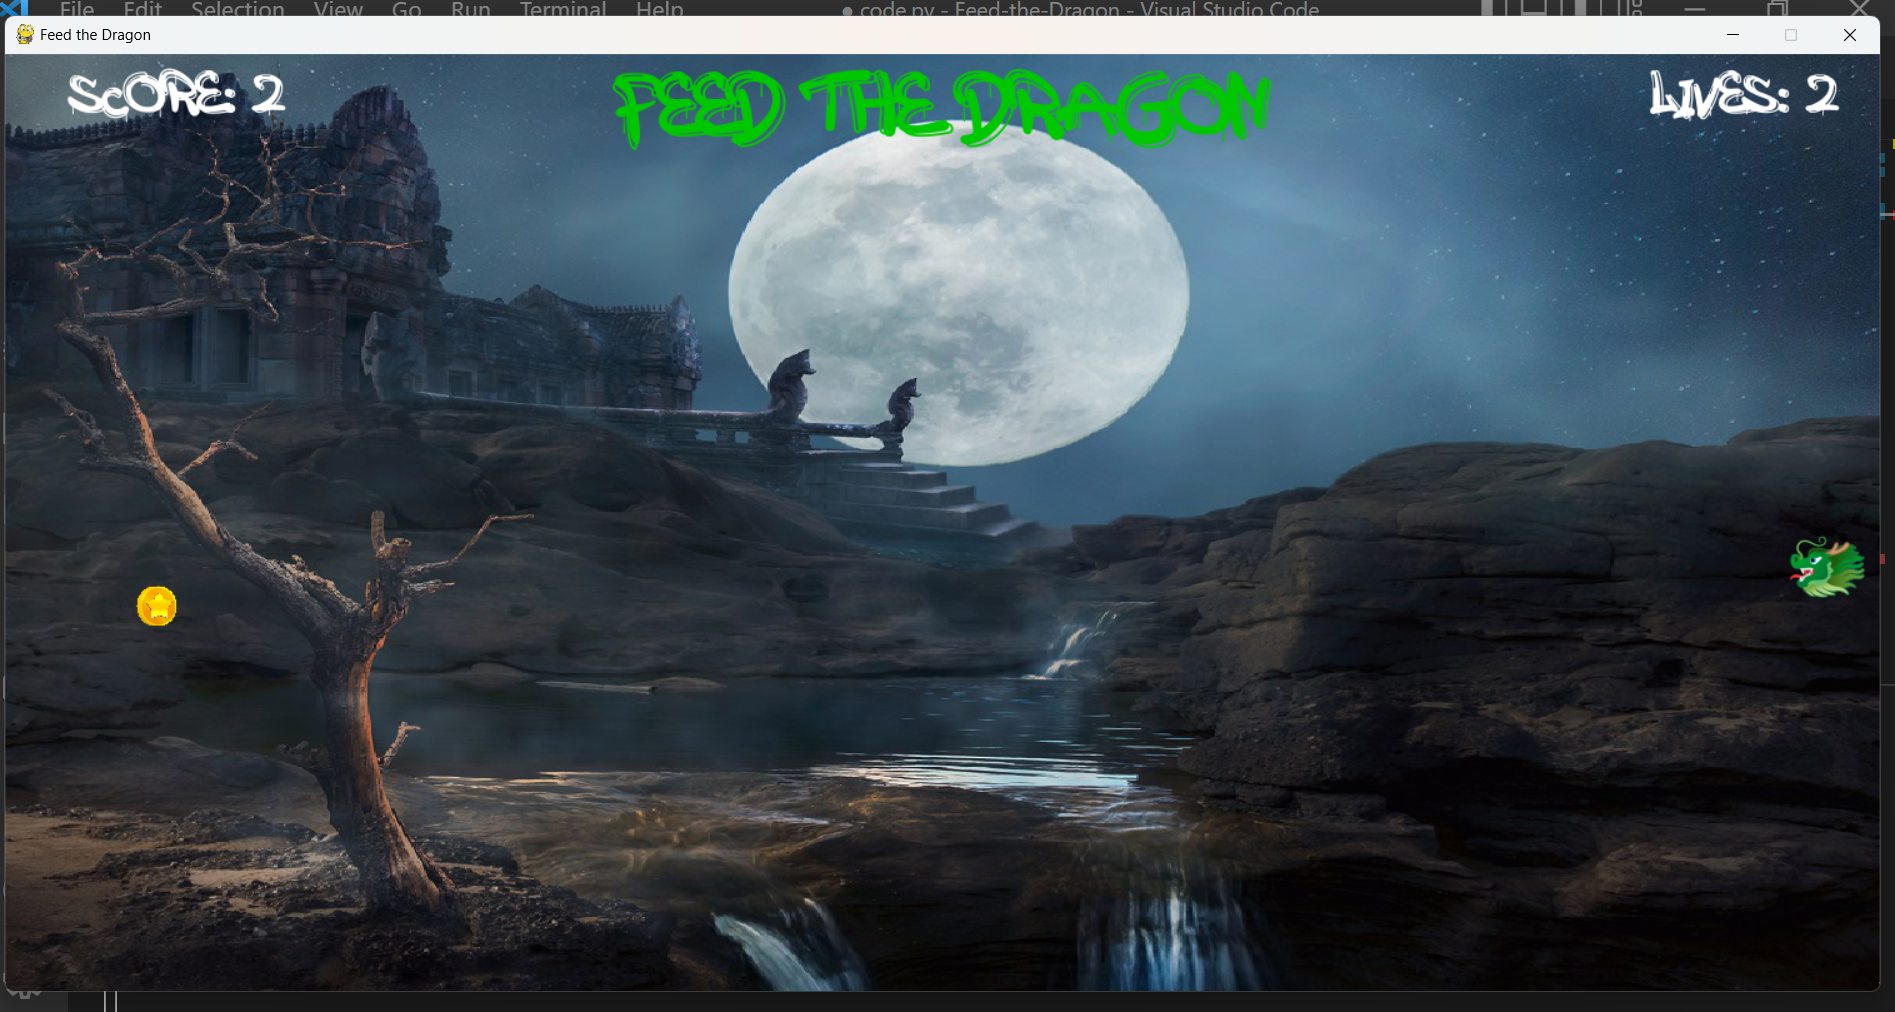 File Edit Selection View Go Run Terminal Help
● code.py - Feed-the-Dragon - Visual Studio Code
Feed the Dragon
SCORE: 2
FEED THE DRAGON
LIVES: 2